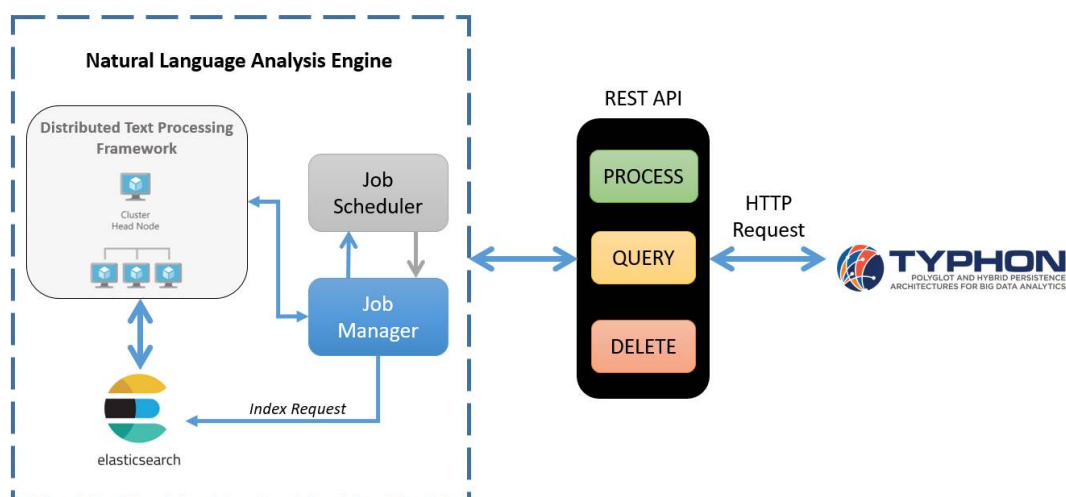 Natural Language Analysis Engine
Distributed Text Processing
Framework
Cluster
Head Node
Job
Scheduler
Job
Manager
Index Request
elasticsearch
REST API
PROCESS
QUERY
DELETE
HTTP
Request
TYPHON
POLYGLOT AND HYBRID PERSISTENCE
ARCHITECTURES FOR BIG DATA ANALYTICS